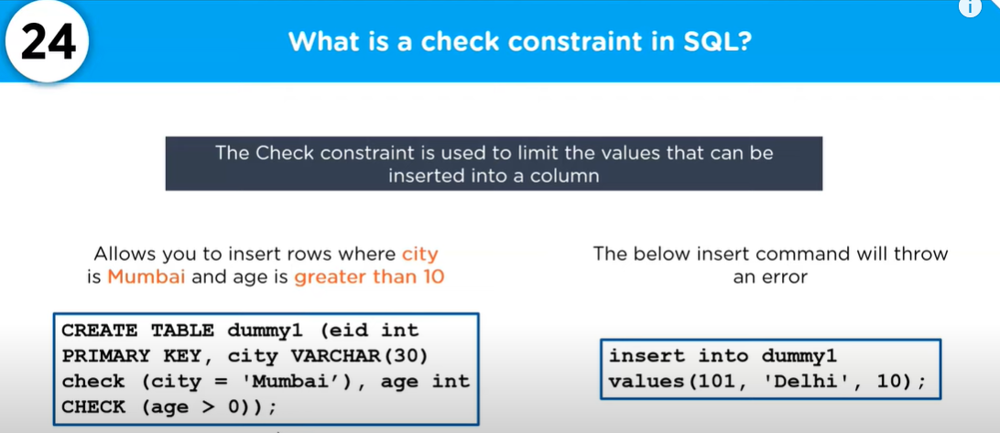 24
What is a check constraint in SQL?
i
The Check constraint is used to limit the values that can be
inserted into a column
Allows you to insert rows where city
is Mumbai and age is greater than 10
CREATE TABLE dummy1 (eid int
PRIMARY KEY, city VARCHAR(30)
check (city = 'Mumbai’), age int
CHECK (age > 0));
The below insert command will throw
an error
insert into dummy1
values(101, 'Delhi', 10);